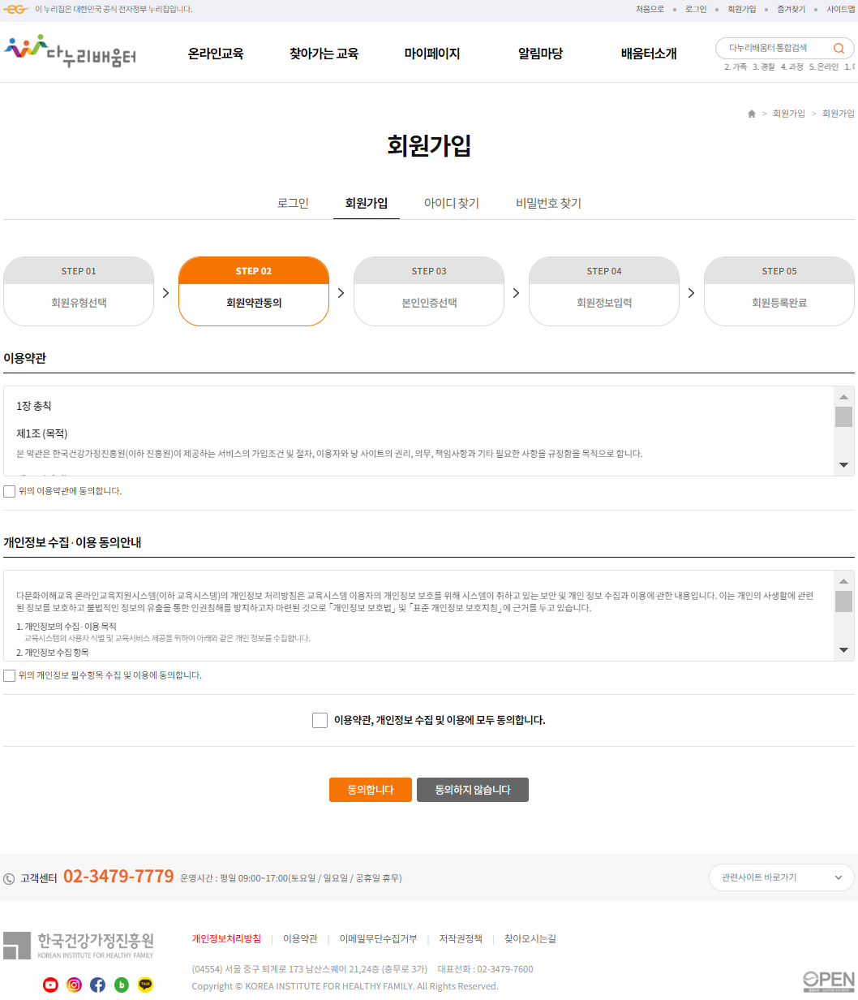 이 누리집은 대한민국 공식 전자정부 누리집입니다.
처음으로 로그인 회원가입 즐겨찾기 사이트맵
다누리배움터
온라인교육 찾아가는 교육 마이페이지 알림마당 배움터소개
다누리배움터 통합검색
2. 가족 3. 경찰 4. 과정 5. 온라인 1.
> 회원가입 > 회원가입
회원가입
로그인 회원가입 아이디 찾기 비밀번호 찾기
STEP 01 STEP 02 STEP 03 STEP 04 STEP 05
회원유형선택 회원약관동의 본인인증선택 회원정보입력 회원등록완료
이용약관
1장 총칙
제1조 (목적)
본 약관은 한국건강가정진흥원(이하 진흥원)이 제공하는 서비스의 가입조건 및 절차, 이용자와 당 사이트의 권리, 의무, 책임사항과 기타 필요한 사항을 규정함을 목적으로 합니다.
위의 이용약관에 동의합니다.
개인정보 수집·이용 동의안내
다문화이해교육 온라인교육지원시스템(이하 교육시스템)의 개인정보 처리방침은 교육시스템 이용자의 개인정보 보호를 위해 시스템이 취하고 있는 보안 및 개인 정보 수집과 이용에 관한 내용입니다. 이는 개인의 사생활에 관련
된 정보를 보호하고 불법적인 정보의 유출을 통한 인권침해를 방지하고자 마련된 것으로 「개인정보 보호법」 및 「표준 개인정보 보호지침」에 근거를 두고 있습니다.
1. 개인정보의 수집·이용 목적
교육시스템의 사용자 식별 및 교육서비스 제공을 위하여 아래와 같은 개인 정보를 수집합니다.
2. 개인정보 수집 항목
위의 개인정보 필수항목 수집 및 이용에 동의합니다.
이용약관, 개인정보 수집 및 이용에 모두 동의합니다.
동의합니다 동의하지 않습니다
고객센터 02-3479-7779 운영시간 : 평일 09:00~17:00(토요일 / 일요일 / 공휴일 휴무)
관련사이트 바로가기
한국건강가정진흥원
KOREAN INSTITUTE FOR HEALTHY FAMILY
개인정보처리방침 이용약관 이메일무단수집거부 저작권정책 찾아오시는길
(04554) 서울 중구 퇴계로 173 남산스퀘어 21,24층 (충무로 3가) 대표전화 : 02-3479-7600
Copyright © KOREA INSTITUTE FOR HEALTHY FAMILY. All Rights Reserved.
OPEN